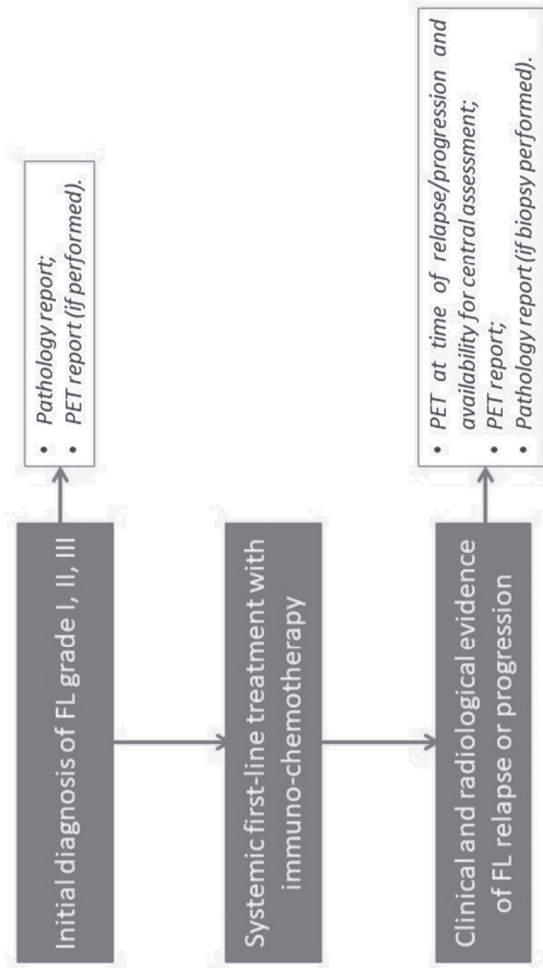 Initial diagnosis of FL grade I, II, III
• Pathology report;
• PET report (if performed).
Systemic first-line treatment with
immuno-chemotherapy
Clinical and radiological evidence
of FL relapse or progression
• PET at time of relapse/progression and
availability for central assessment;
• PET report;
• Pathology report (if biopsy performed).